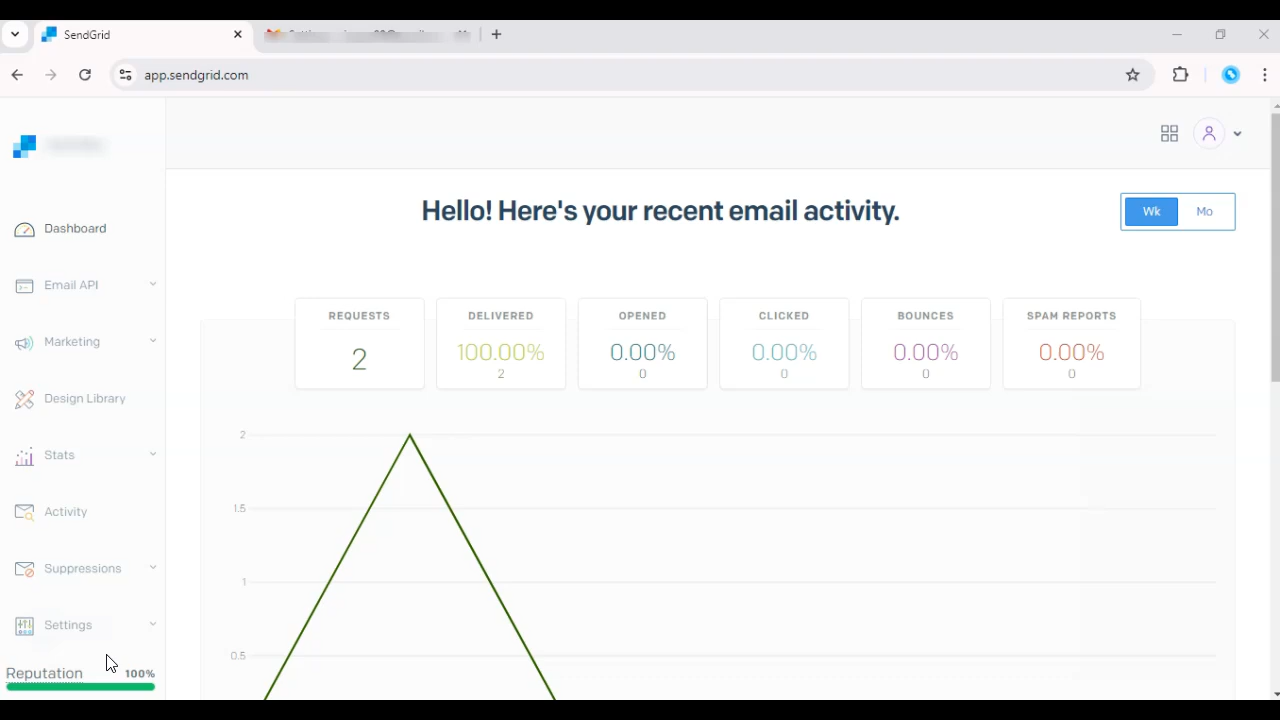 SendGrid
app.sendgrid.com
Hello! Here's your recent email activity.
Wk
Mo
Dashboard
Email API
Marketing
Design Library
Stats
Activity
Suppressions
Settings
Reputation 100%
REQUESTS
2
DELIVERED
100.00%
2
OPENED
0.00%
0
CLICKED
0.00%
0
BOUNCES
0.00%
0
SPAM REPORTS
0.00%
0
2
1.5
1
0.5